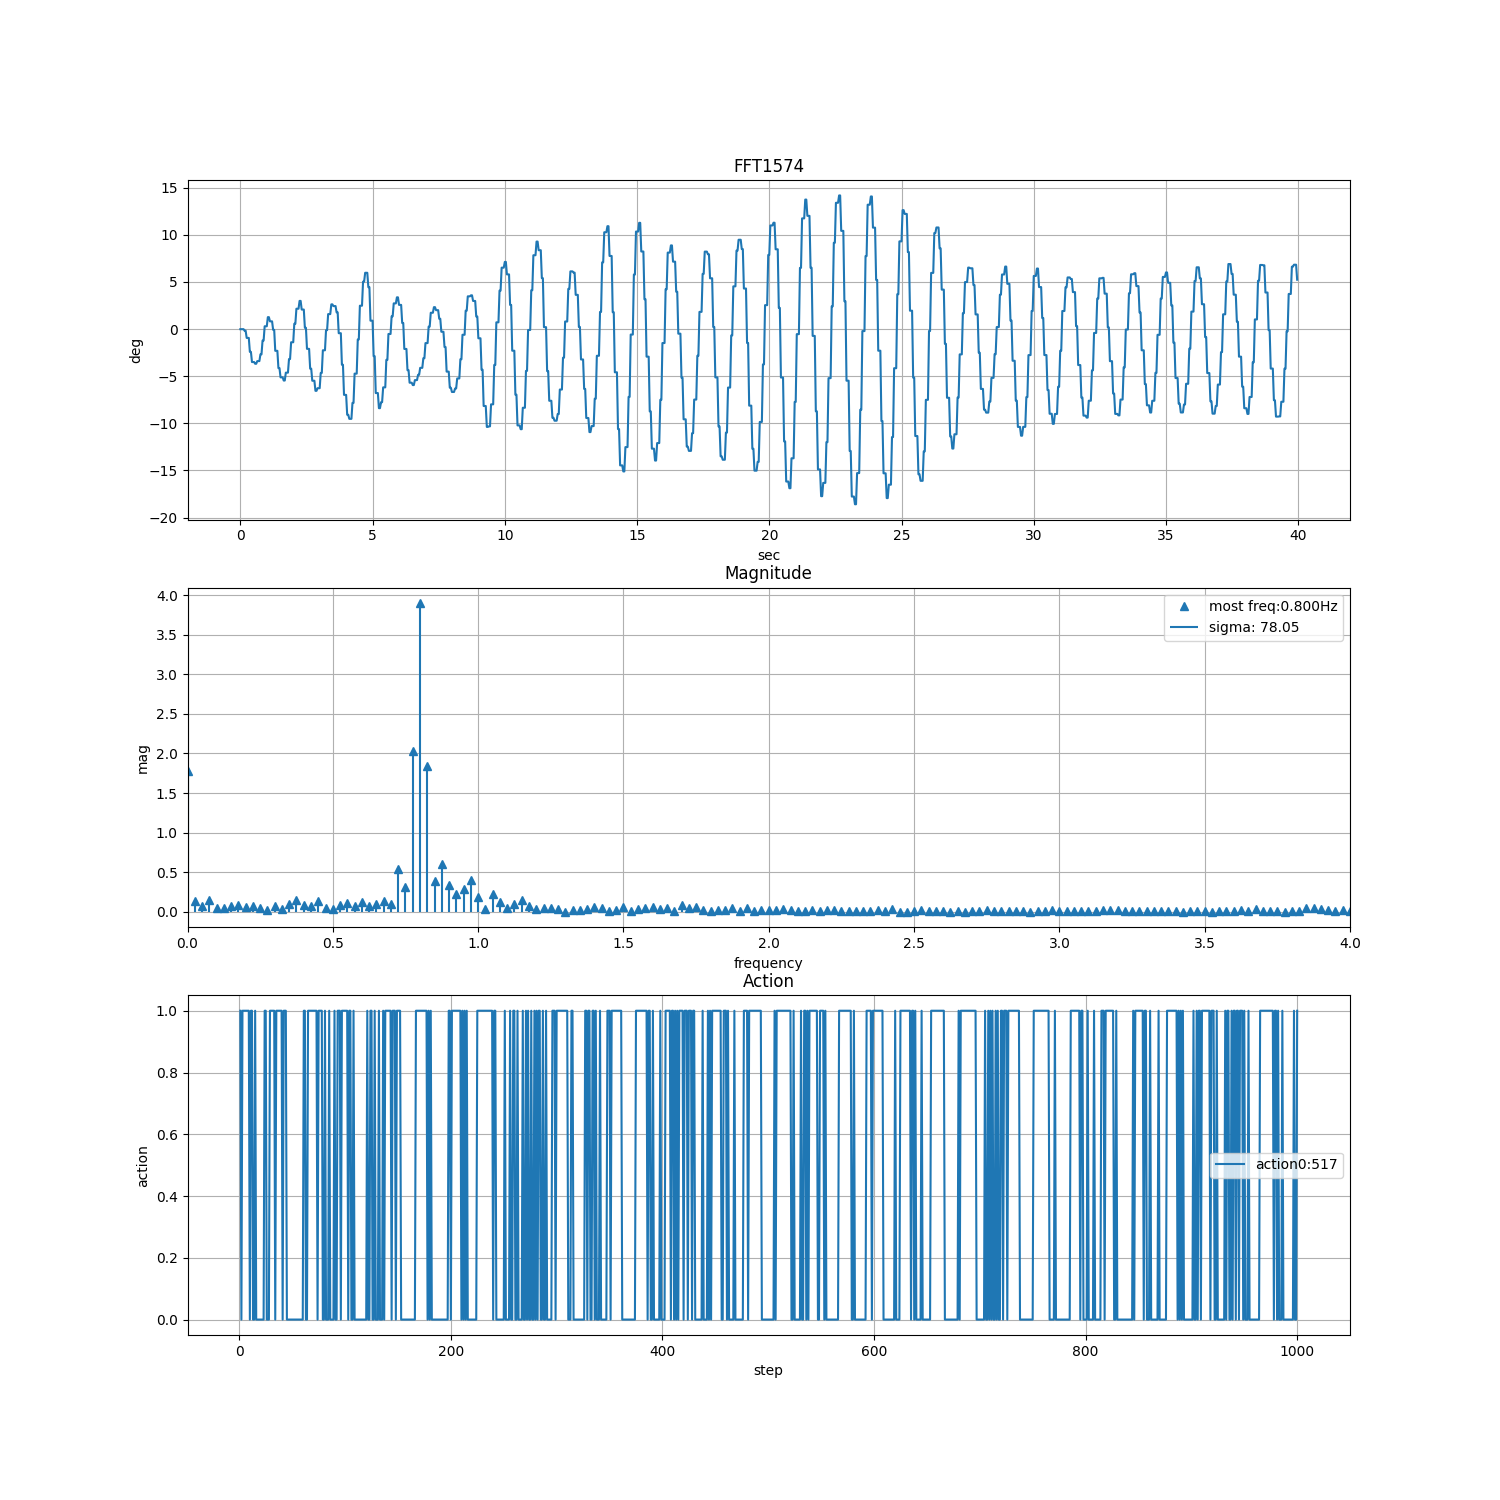 FFT1574
15
10
5
0
−5
−10
−15
−20
deg
0 5 10 15 20 25 30 35 40
sec
Magnitude
4.0
3.5
3.0
2.5
2.0
1.5
1.0
0.5
0.0
mag
most freq:0.800Hz
sigma: 78.05
0.0 0.5 1.0 1.5 2.0 2.5 3.0 3.5 4.0
frequency
Action
1.0
0.8
0.6
0.4
0.2
0.0
action
action0:517
0 200 400 600 800 1000
step